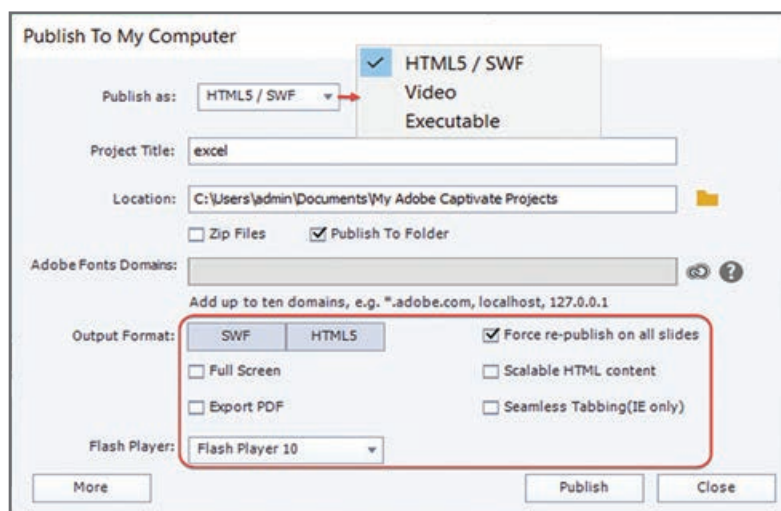 Publish To My Computer
HTML5 / SWF
Video
Executable
Publish as: HTML5 / SWF
Project Title: excel
Location: C:\Users\admin\Documents\My Adobe Captivate Projects
Zip Files Publish To Folder
Adobe Fonts Domains: ?
Add up to ten domains, e.g. *.adobe.com, localhost, 127.0.0.1
Output Format: SWF HTML5 Force re-publish on all slides
Full Screen Scalable HTML content
Export PDF Seamless Tabbing(IE only)
Flash Player: Flash Player 10
More Publish Close